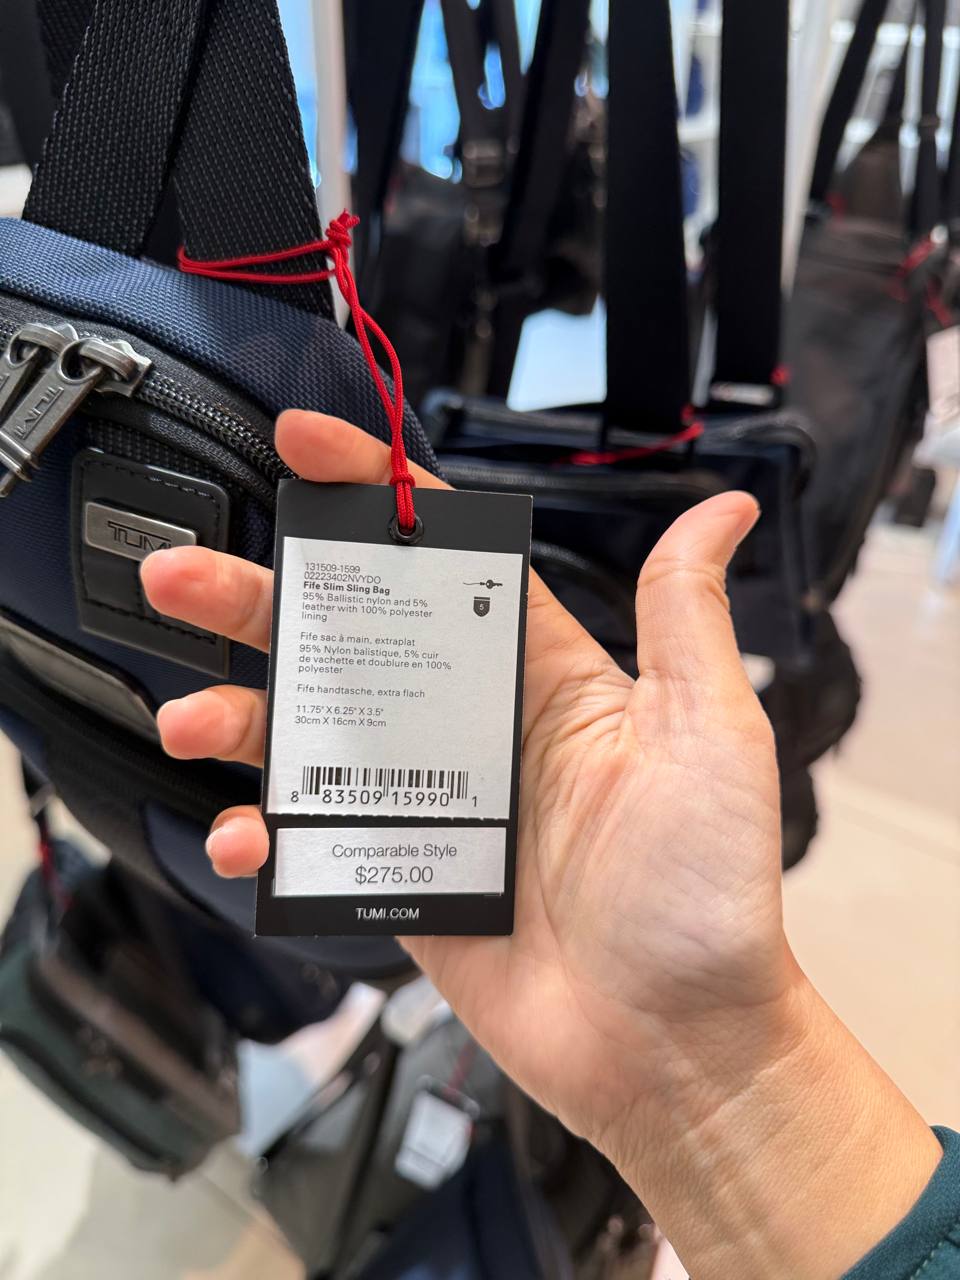 TUMI
TUMI
131509-1599
02223402NVYDO
Fife Slim Sling Bag
95% Ballistic nylon and 5%
leather with 100% polyester
lining
5
Fife sac à main, extraplat
95% Nylon balistique, 5% cuir
de vachette et doublure en 100%
polyester
Fife handtasche, extra flach
11.75" X 6.25" X 3.5"
30cm X 16cm X 9cm
8 83509 15990 1
Comparable Style
$275.00
TUMI.COM